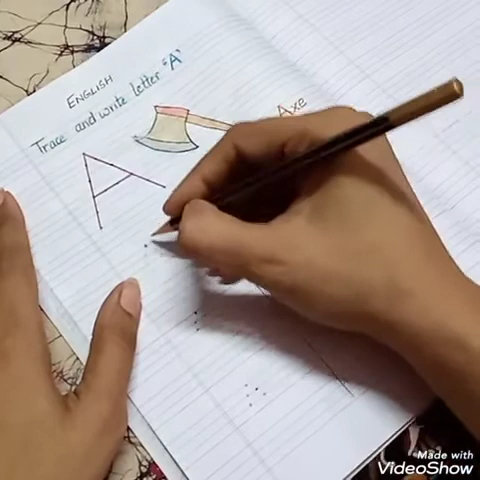 ENGLISH
Trace and write letter "A"
Axe
A
Made with
VideoShow